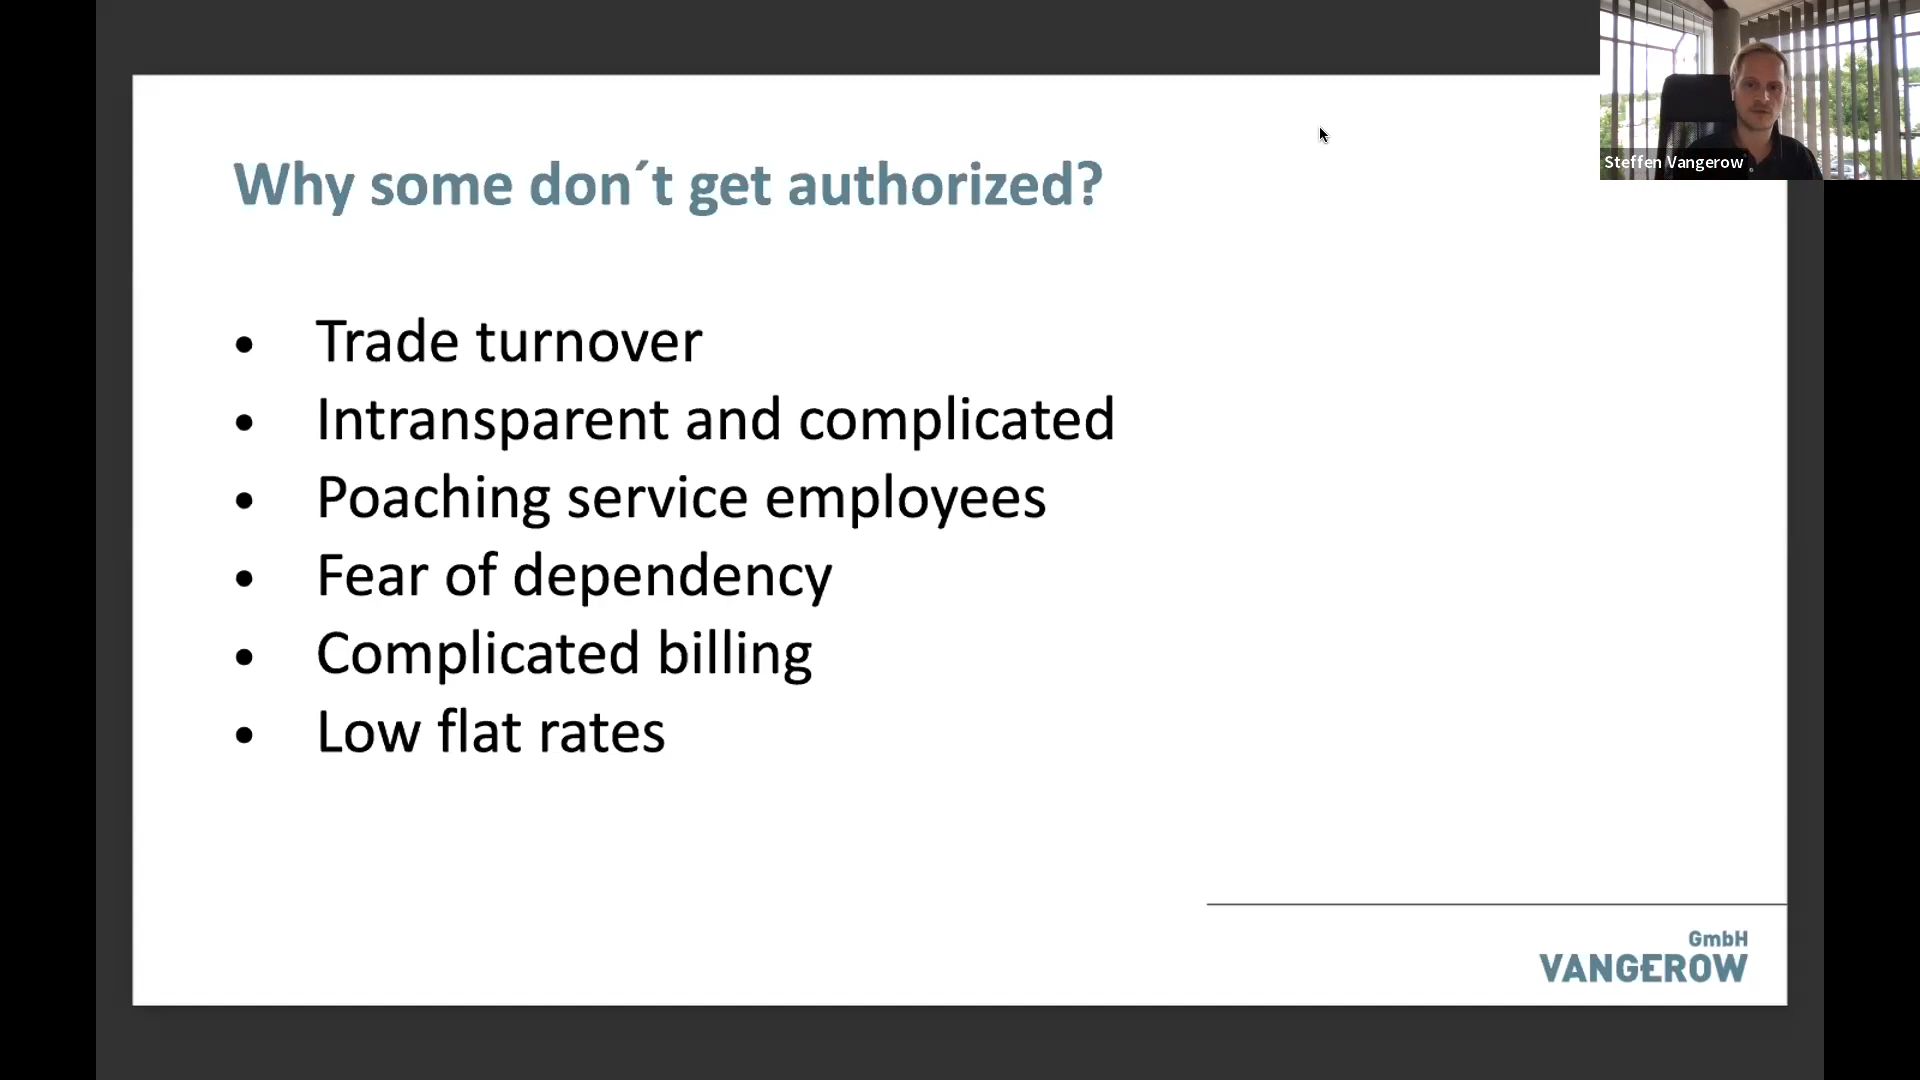 Steffen Vangerow
Why some don´t get authorized?
• Trade turnover
• Intransparent and complicated
• Poaching service employees
• Fear of dependency
• Complicated billing
• Low flat rates
GmbH
VANGEROW